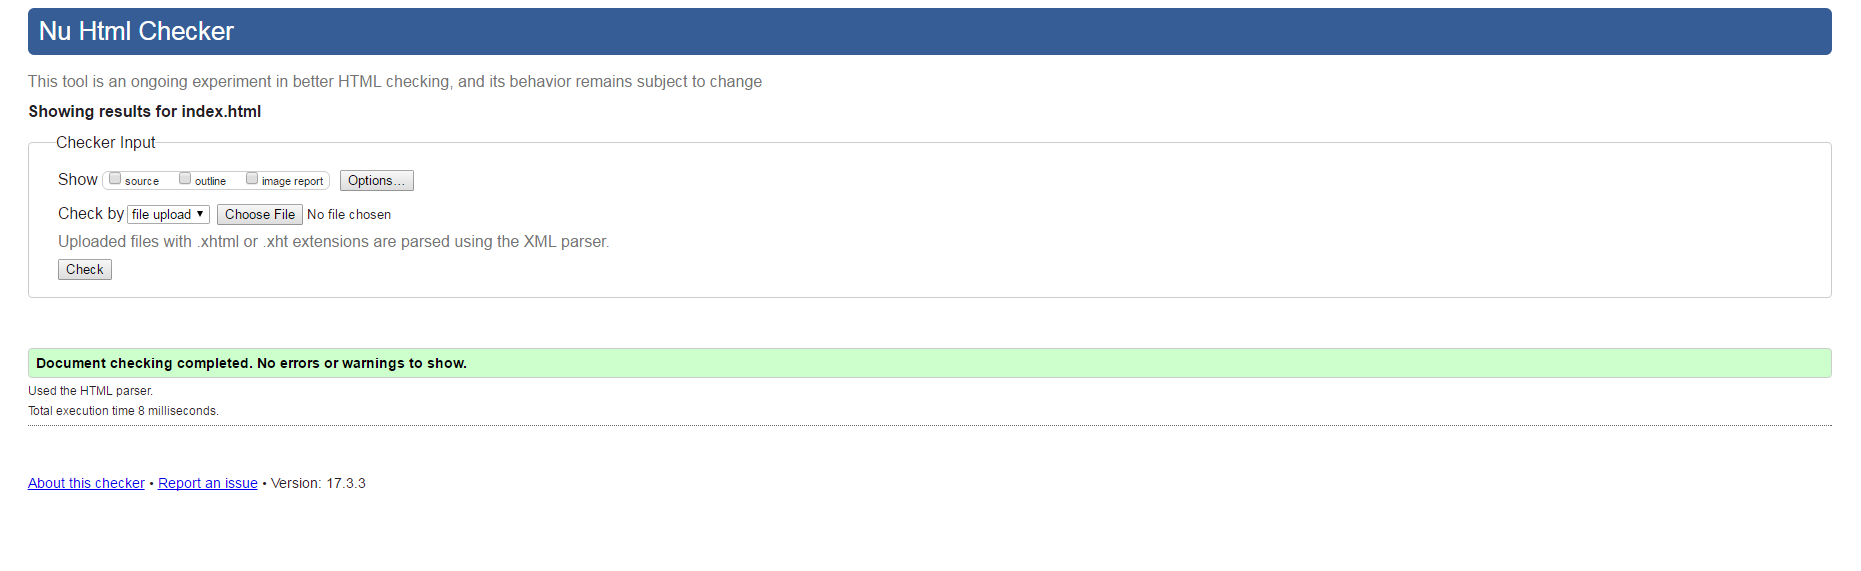 Nu Html Checker
This tool is an ongoing experiment in better HTML checking, and its behavior remains subject to change
Showing results for index.html
Checker Input
Show source outline image report Options...
Check by file upload Choose File No file chosen
Uploaded files with .xhtml or .xht extensions are parsed using the XML parser.
Check
Document checking completed. No errors or warnings to show.
Used the HTML parser.
Total execution time 8 milliseconds.
About this checker • Report an issue • Version: 17.3.3